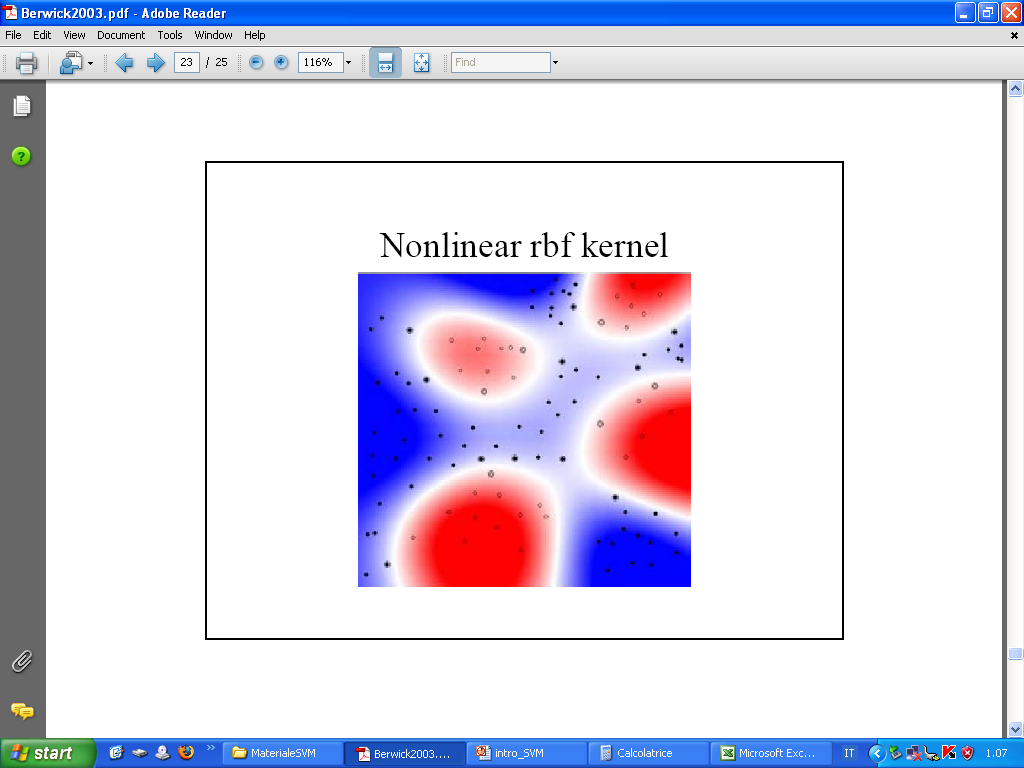 Berwick2003.pdf - Adobe Reader
File Edit View Document Tools Window Help
23 / 25 116% Find
Nonlinear rbf kernel
start MaterialeSVM Berwick2003.... intro_SVM Calcolatrice Microsoft Exc... IT 1.07